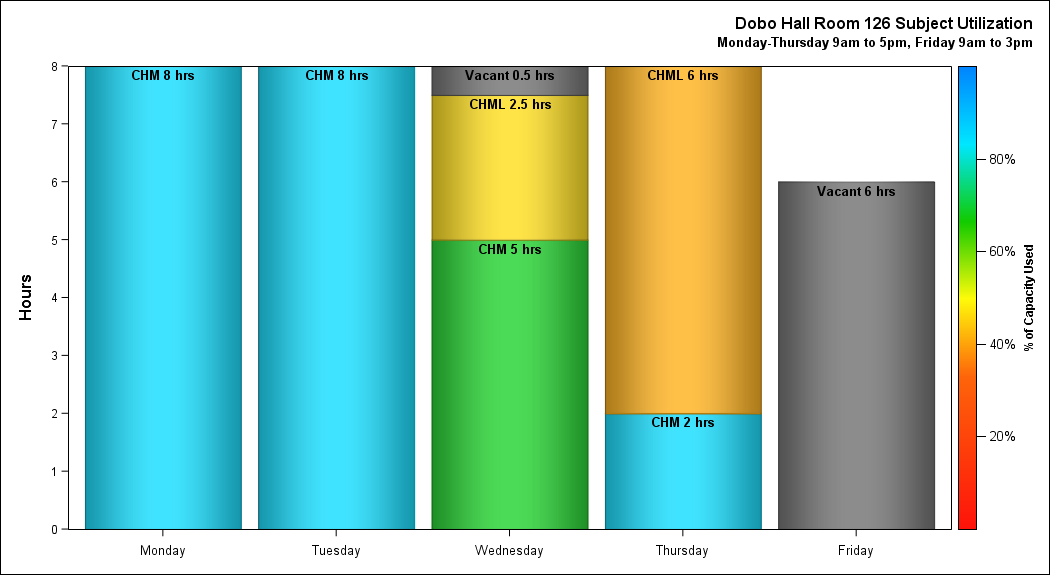 Dobo Hall Room 126 Subject Utilization
Monday-Thursday 9am to 5pm, Friday 9am to 3pm
Hours
8
7
6
5
4
3
2
1
0
CHM 8 hrs
CHM 8 hrs
Vacant 0.5 hrs
CHML 2.5 hrs
CHM 5 hrs
CHML 6 hrs
CHM 2 hrs
Vacant 6 hrs
Monday
Tuesday
Wednesday
Thursday
Friday
80%
60%
40%
20%
% of Capacity Used